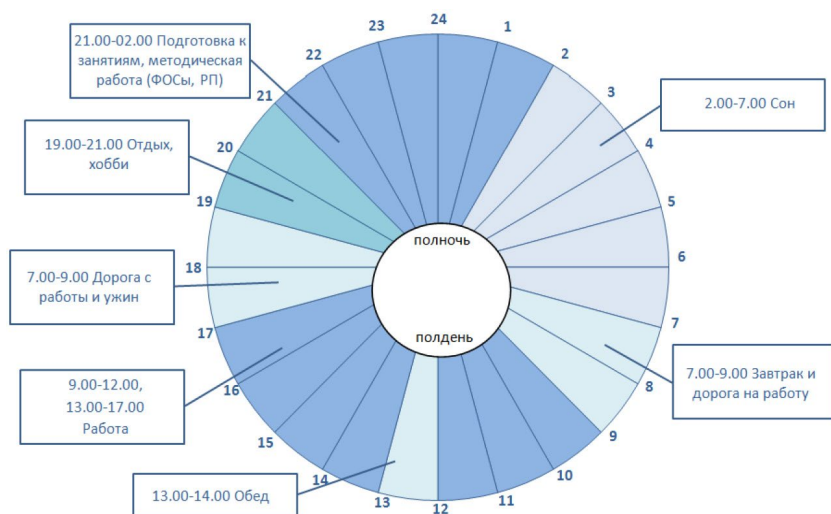 21.00-02.00 Подготовка к
занятиям, методическая
работа (ФОСы, РП)
19.00-21.00 Отдых,
хобби
7.00-9.00 Дорога с
работы и ужин
9.00-12.00,
13.00-17.00
Работа
13.00-14.00 Обед
24
1
2
3
4
5
6
7
8
9
10
11
12
13
14
15
16
17
18
19
20
21
22
23
полночь
полдень
2.00-7.00 Сон
7.00-9.00 Завтрак и
дорога на работу